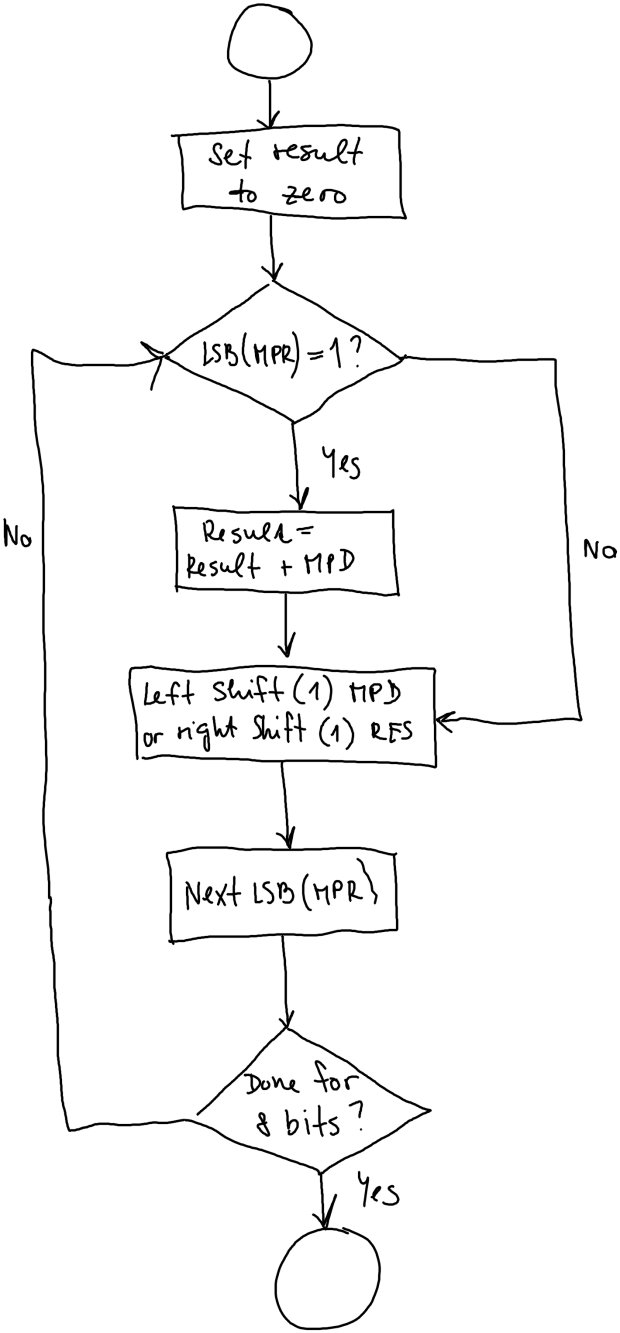 Set result
to zero
LSB(MPR)=1?
Yes
No
No
Result=
Result + MPD
Left Shift (1) MPD
or right Shift (1) RES
Next LSB(MPR)
Done for
8 bits?
Yes